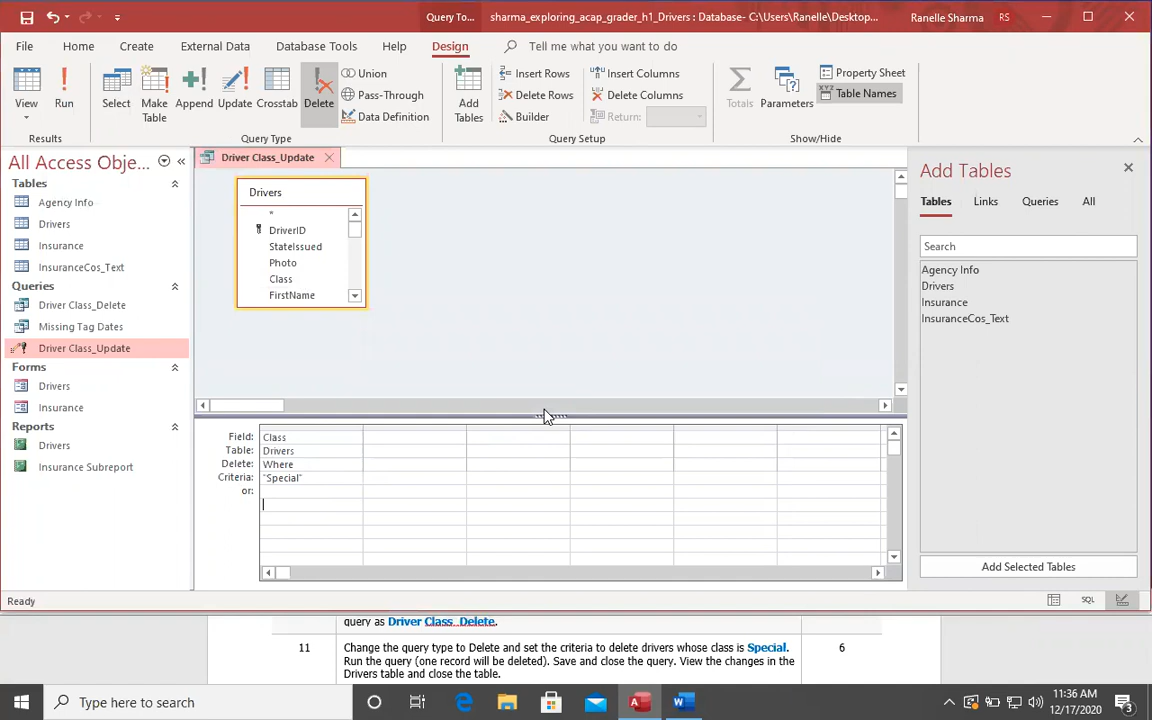 Query To... sharma_exploring_acap_grader_h1_Drivers : Database- C:\Users\Ranelle\Desktop... Ranelle Sharma RS
File Home Create External Data Database Tools Help Design Tell me what you want to do
View Run Select Make Table Append Update Crosstab Delete
Union
Pass-Through
Data Definition
Add Tables
Insert Rows Insert Columns
Delete Rows Delete Columns
Builder Return:
Totals Parameters
Property Sheet
XYZ Table Names
Results Query Type Query Setup Show/Hide
All Access Obje...
Tables
Agency Info
Drivers
Insurance
InsuranceCos_Text
Queries
Driver Class_Delete
Missing Tag Dates
Driver Class_Update
Forms
Drivers
Insurance
Reports
Drivers
Insurance Subreport
Driver Class_Update
Drivers
*
DriverID
StateIssued
Photo
Class
FirstName
Field: Class
Table: Drivers
Delete: Where
Criteria: "Special"
or:
Add Tables
Tables Links Queries All
Search
Agency Info
Drivers
Insurance
InsuranceCos_Text
Add Selected Tables
Ready SQL
query as Driver Class_Delete.
11 Change the query type to Delete and set the criteria to delete drivers whose class is Special. 6
Run the query (one record will be deleted). Save and close the query. View the changes in the
Drivers table and close the table.
Type here to search
11:36 AM
12/17/2020
3